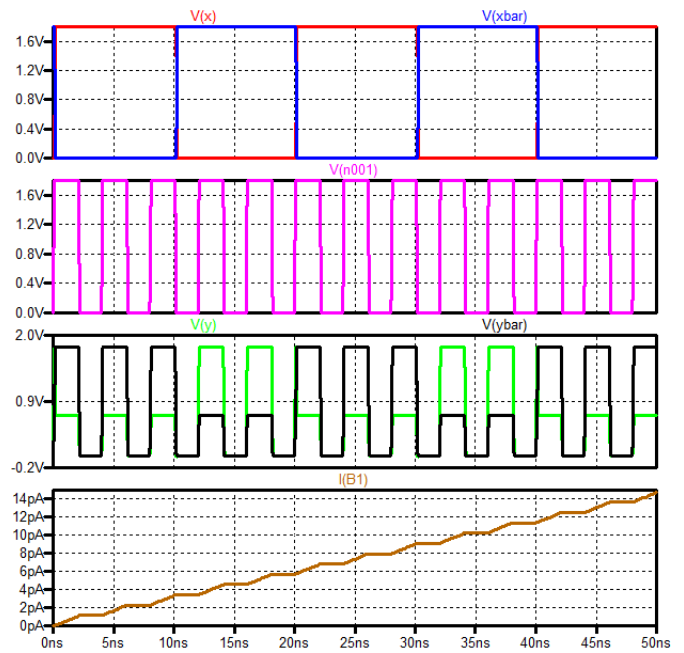 V(x) V(xbar)
1.6V
1.2V
0.8V
0.4V
0.0V
V(n001)
1.6V
1.2V
0.8V
0.4V
0.0V
V(y) V(ybar)
2.0V
0.9V
-0.2V
I(B1)
14pA
12pA
10pA
8pA
6pA
4pA
2pA
0pA
0ns 5ns 10ns 15ns 20ns 25ns 30ns 35ns 40ns 45ns 50ns